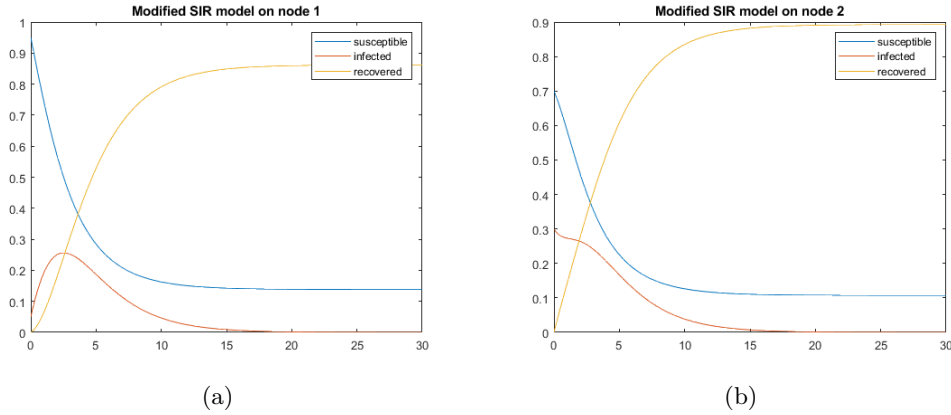 Modified SIR model on node 1
1
0.9
0.8
0.7
0.6
0.5
0.4
0.3
0.2
0.1
0
0 5 10 15 20 25 30
susceptible
infected
recovered
(a)
Modified SIR model on node 2
0.9
0.8
0.7
0.6
0.5
0.4
0.3
0.2
0.1
0
0 5 10 15 20 25 30
susceptible
infected
recovered
(b)